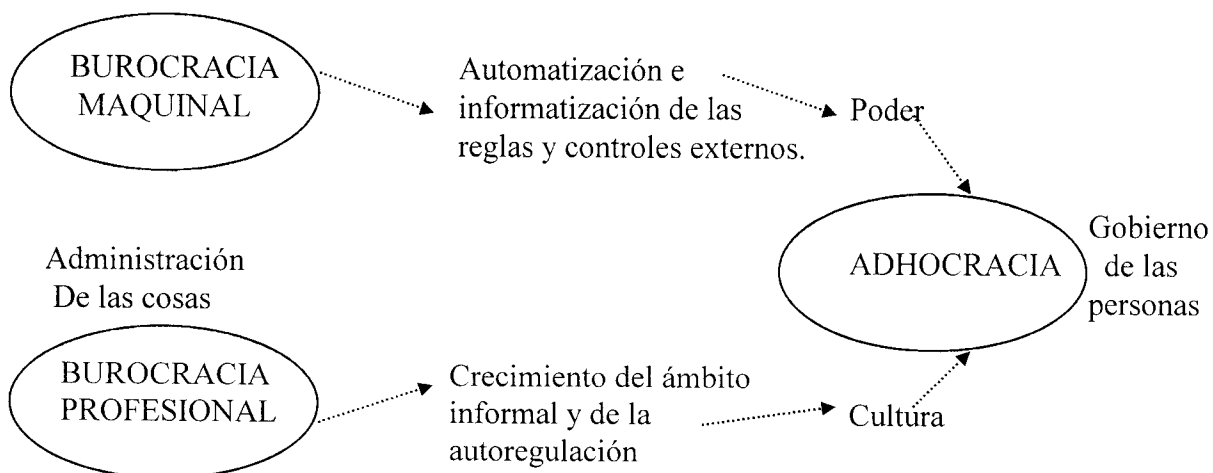 BUROCRACIA
MAQUINAL
Automatización e
informatización de las
reglas y controles externos.
Poder
Administración
De las cosas
ADHOCRACIA
Gobierno
de las
personas
BUROCRACIA
PROFESIONAL
Crecimiento del ámbito
informal y de la
autoregulación
Cultura